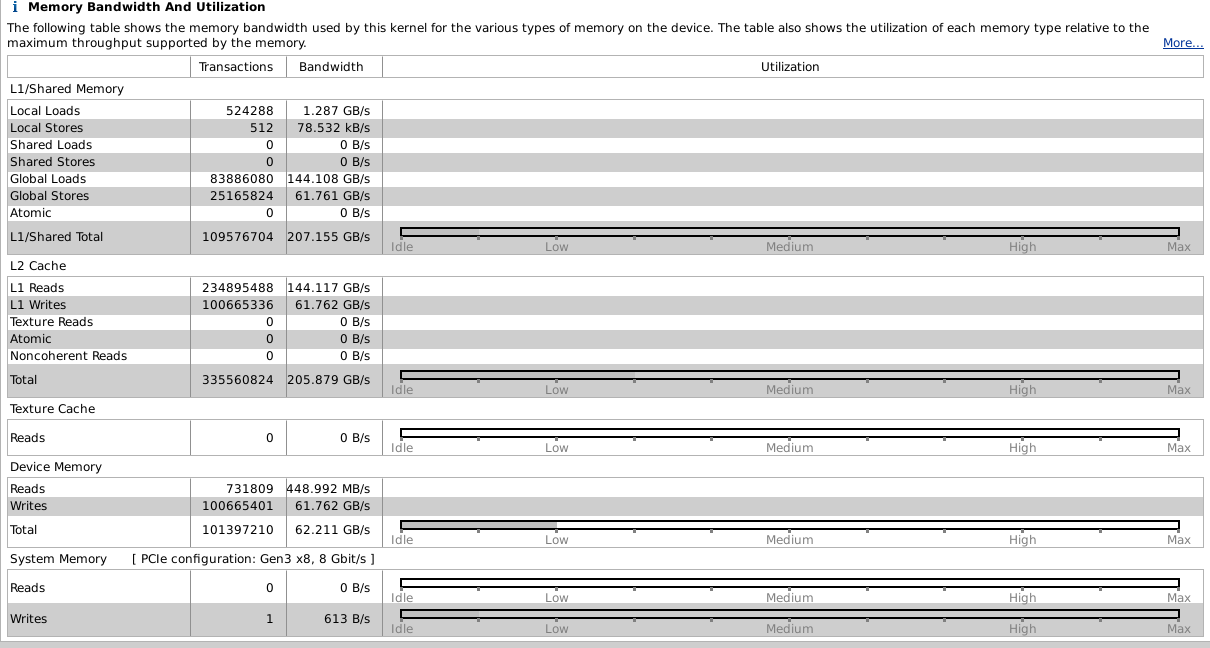 i Memory Bandwidth And Utilization
The following table shows the memory bandwidth used by this kernel for the various types of memory on the device. The table also shows the utilization of each memory type relative to the
maximum throughput supported by the memory. More...
Transactions Bandwidth Utilization
L1/Shared Memory
Local Loads 524288 1.287 GB/s
Local Stores 512 78.532 kB/s
Shared Loads 0 0 B/s
Shared Stores 0 0 B/s
Global Loads 83886080 144.108 GB/s
Global Stores 25165824 61.761 GB/s
Atomic 0 0 B/s
L1/Shared Total 109576704 207.155 GB/s
Idle Low Medium High Max
L2 Cache
L1 Reads 234895488 144.117 GB/s
L1 Writes 100665336 61.762 GB/s
Texture Reads 0 0 B/s
Atomic 0 0 B/s
Noncoherent Reads 0 0 B/s
Total 335560824 205.879 GB/s
Idle Low Medium High Max
Texture Cache
Reads 0 0 B/s
Idle Low Medium High Max
Device Memory
Reads 731809 448.992 MB/s
Writes 100665401 61.762 GB/s
Total 101397210 62.211 GB/s
Idle Low Medium High Max
System Memory [ PCIe configuration: Gen3 x8, 8 Gbit/s ]
Reads 0 0 B/s
Idle Low Medium High Max
Writes 1 613 B/s
Idle Low Medium High Max